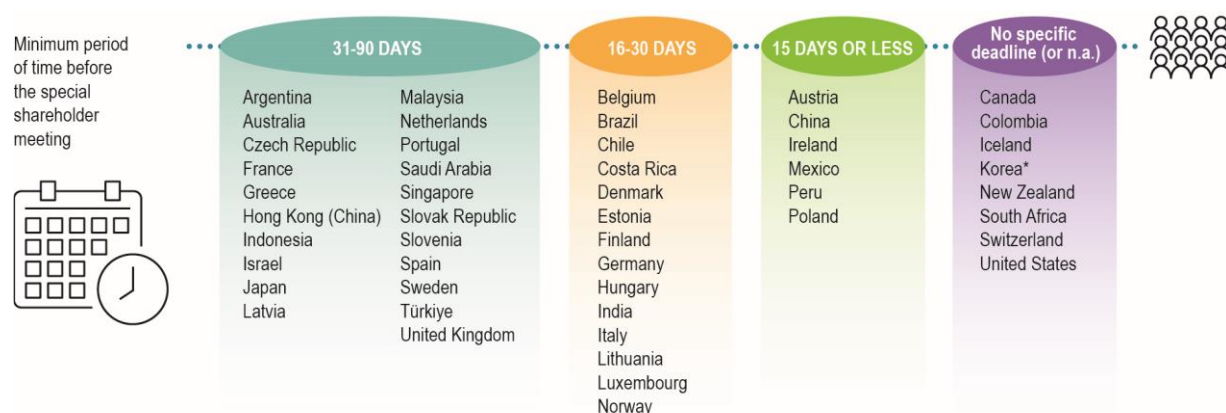 Minimum period
of time before
the special
shareholder
meeting
31-90 DAYS
Argentina
Australia
Czech Republic
France
Greece
Hong Kong (China)
Indonesia
Israel
Japan
Latvia
Malaysia
Netherlands
Portugal
Saudi Arabia
Singapore
Slovak Republic
Slovenia
Spain
Sweden
Türkiye
United Kingdom
16-30 DAYS
Belgium
Brazil
Chile
Costa Rica
Denmark
Estonia
Finland
Germany
Hungary
India
Italy
Lithuania
Luxembourg
Norway
15 DAYS OR LESS
Austria
China
Ireland
Mexico
Peru
Poland
No specific
deadline (or n.a.)
Canada
Colombia
Iceland
Korea*
New Zealand
South Africa
Switzerland
United States